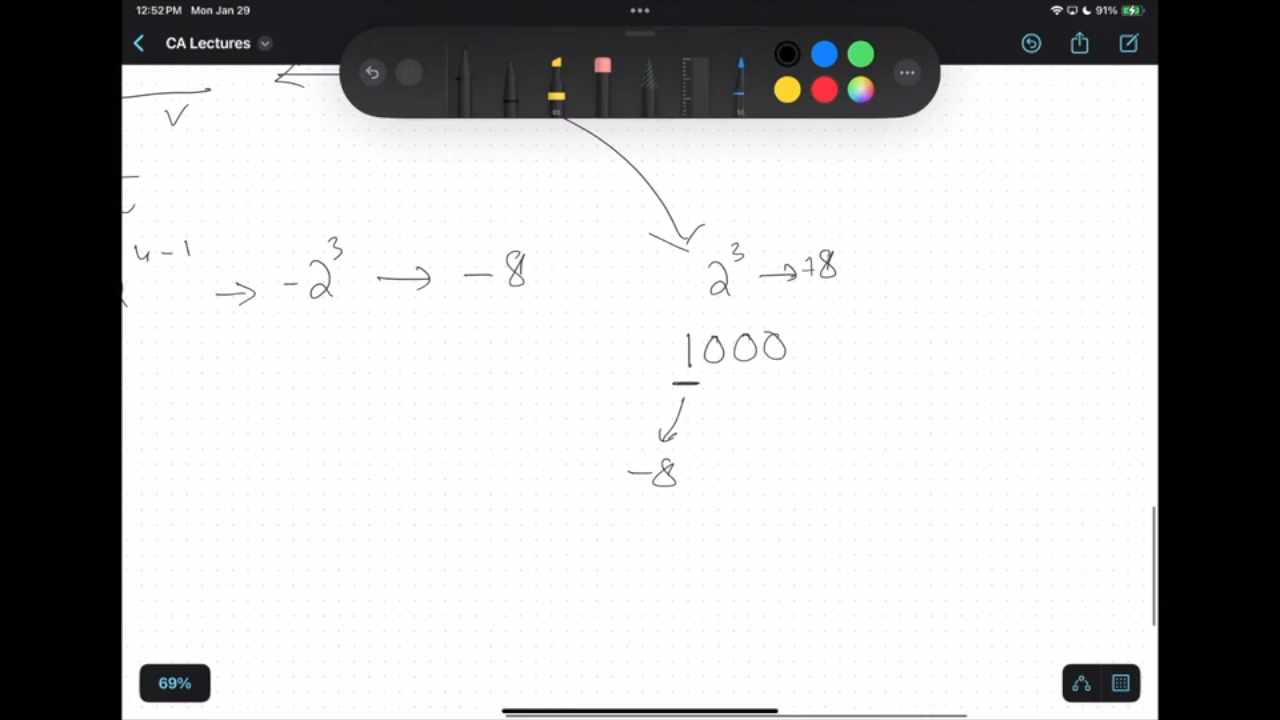 12:52 PM Mon Jan 29
91%
CA Lectures
V
4-1
→ -2³ → -8
2³ → +8
1000
-8
69%